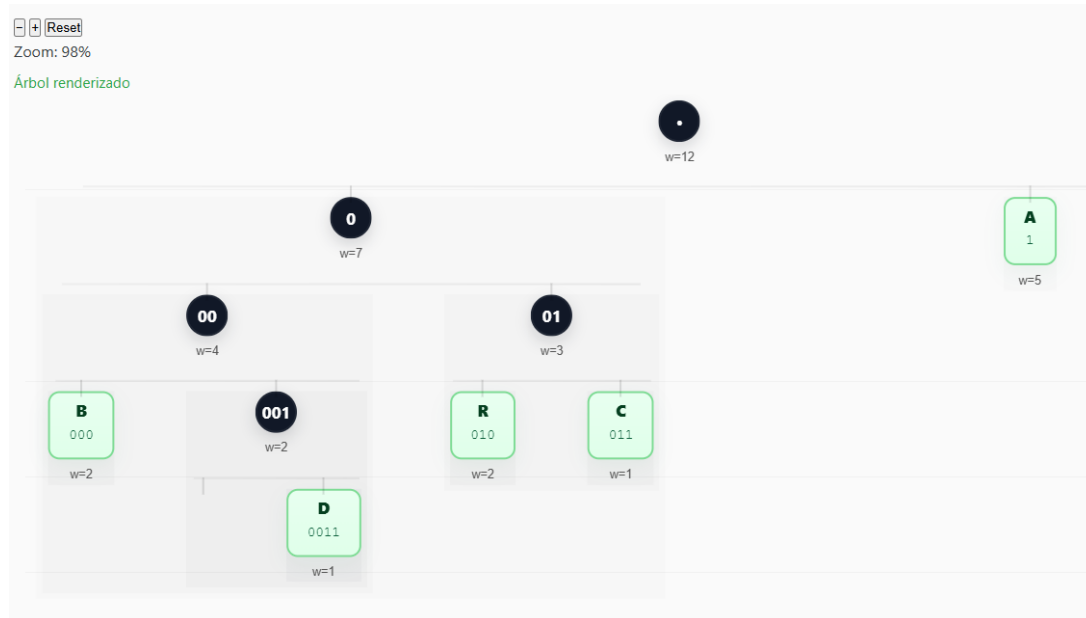 − + Reset
Zoom: 98%
Árbol renderizado
•
w=12
0
w=7
A
1
w=5
00
w=4
01
w=3
B
000
w=2
001
w=2
R
010
w=2
C
011
w=1
D
0011
w=1